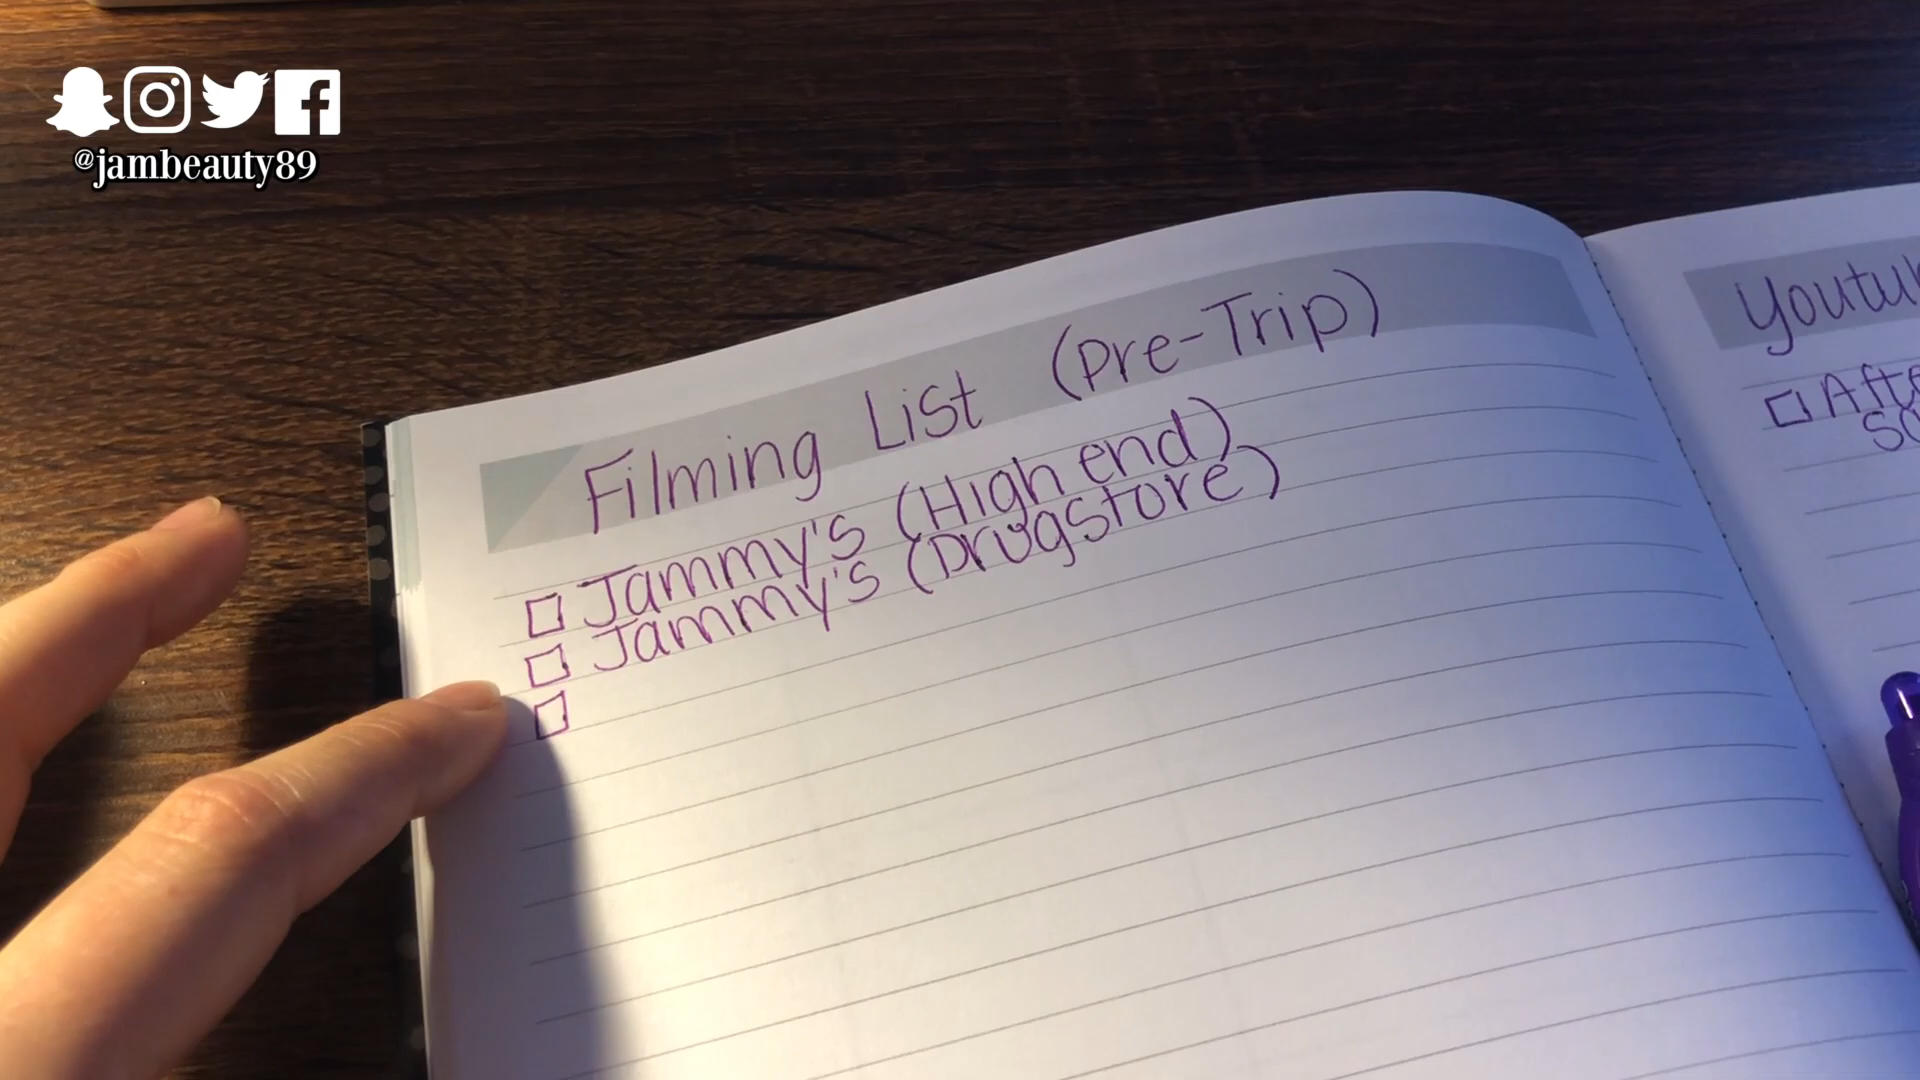 @jambeauty89
Filming List (Pre-Trip)
Jammy's (High end)
Jammy's (Drugstore)